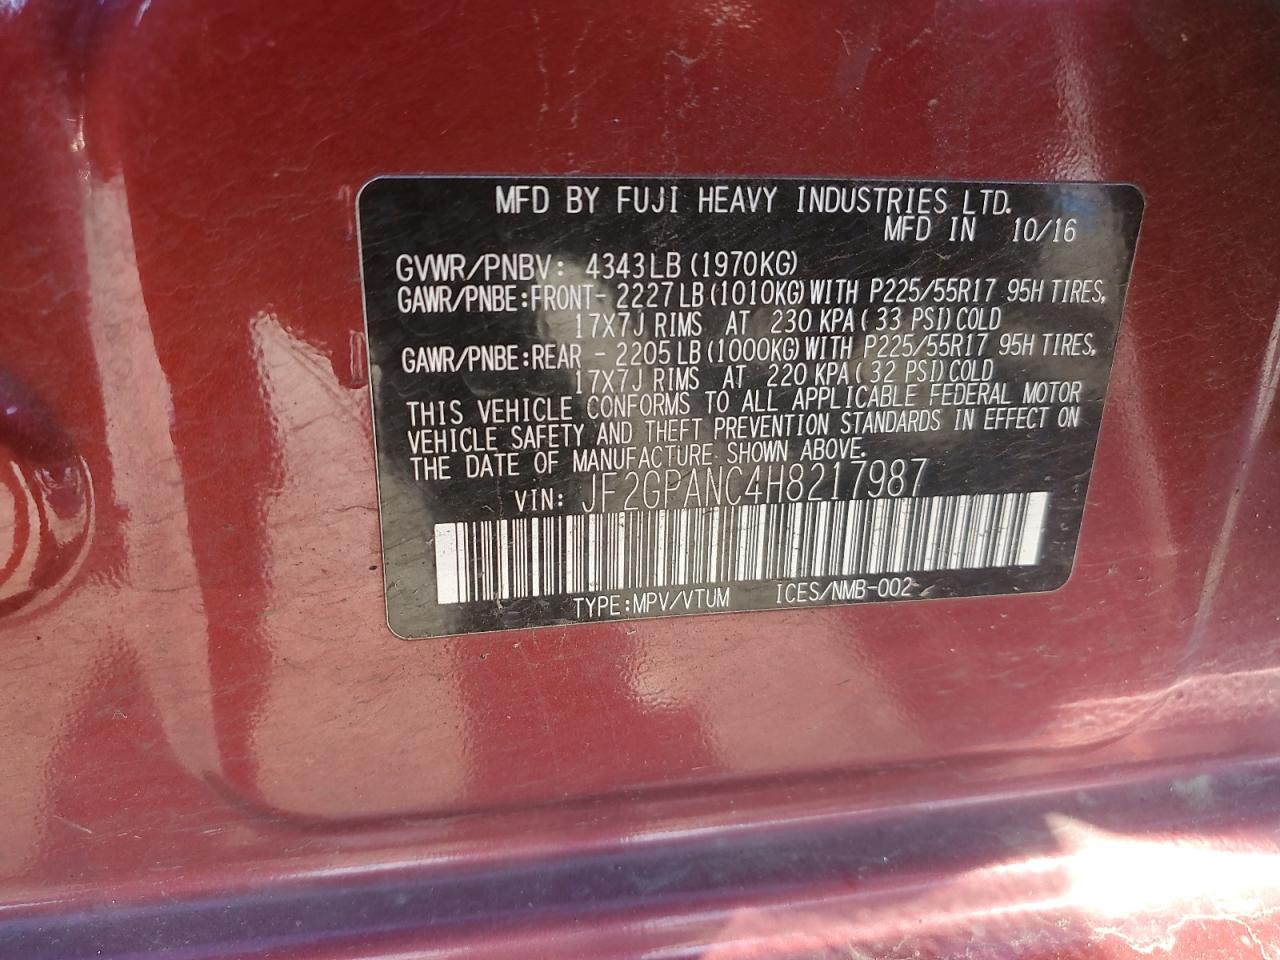 MFD BY FUJI HEAVY INDUSTRIES LTD.
MFD IN 10/16
GVWR/PNBV: 4343LB (1970KG)
GAWR/PNBE:FRONT- 2227LB (1010KG) WITH P225/55R17 95H TIRES,
17X7J RIMS AT 230 KPA ( 33 PSI) COLD
GAWR/PNBE:REAR - 2205LB (1000KG) WITH P225/55R17 95H TIRES,
17X7J RIMS AT 220 KPA ( 32 PSI) COLD
THIS VEHICLE CONFORMS TO ALL APPLICABLE FEDERAL MOTOR
VEHICLE SAFETY AND THEFT PREVENTION STANDARDS IN EFFECT ON
THE DATE OF MANUFACTURE SHOWN ABOVE.
VIN: JF2GPANC4H8217987
TYPE:MPV/VTUM ICES/NMB-002